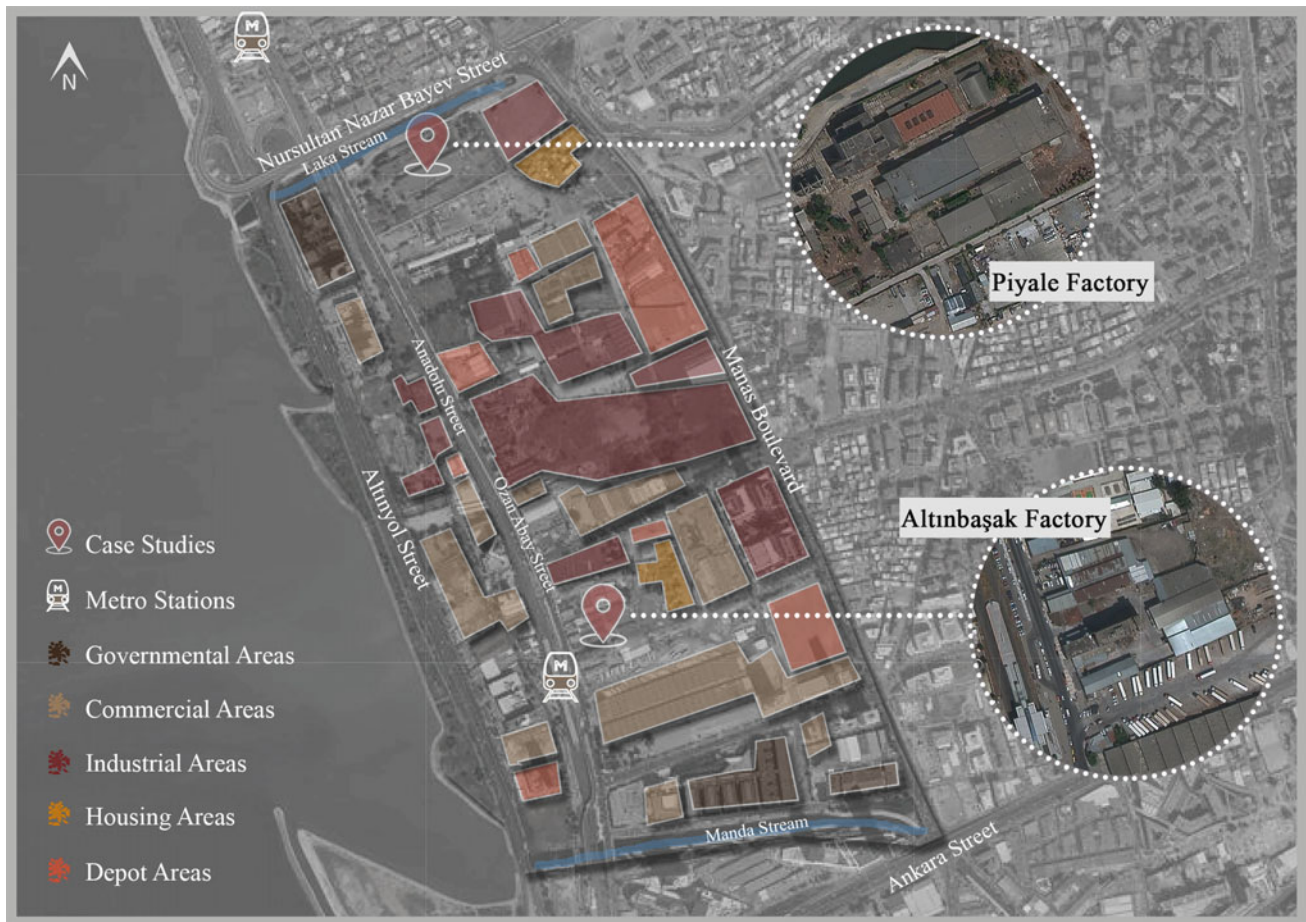 M
N
Nursultan Nazar Bayev Street
Laka Stream
Piyale Factory
Anadolu Street
Manas Boulevard
Altınyol Street
Ozan Abay Street
Altınbaşak Factory
Case Studies
M
Metro Stations
Governmental Areas
M
Commercial Areas
Industrial Areas
Housing Areas
Manda Stream
Depot Areas
Ankara Street